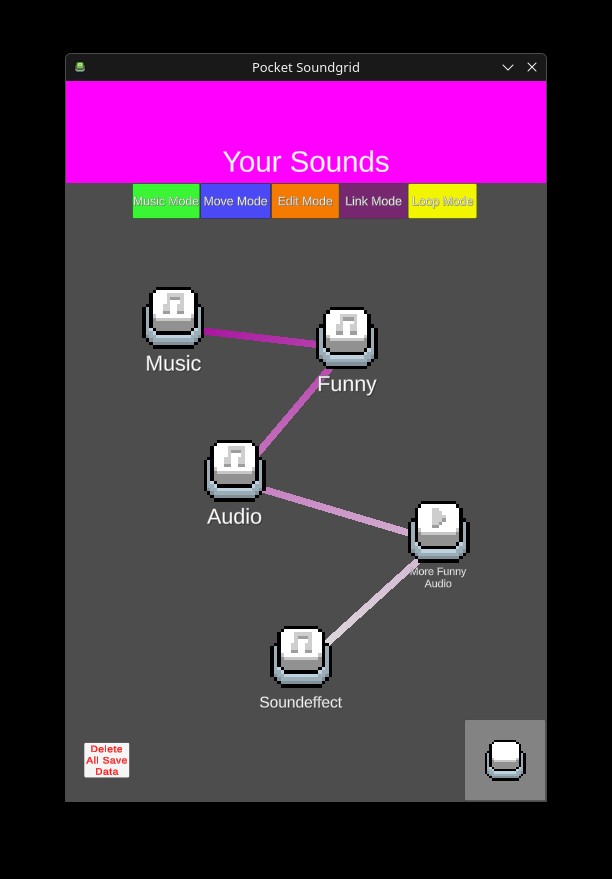 Pocket Soundgrid
Your Sounds
Music Mode
Move Mode
Edit Mode
Link Mode
Loop Mode
Music
Funny
Audio
More Funny
Audio
Soundeffect
Delete
All Save
Data